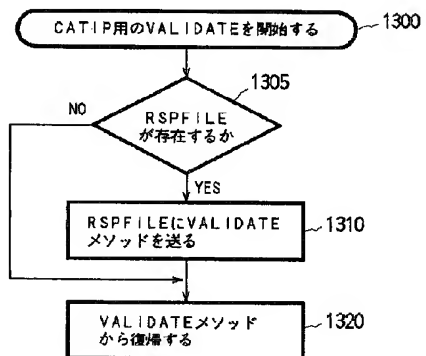 CATIP用のVALIDATEを開始する
1300
1305
NO
RSPFILE
が存在するか
YES
RSPFILEにVALIDATE
メソッドを送る
1310
VALIDATEメソッド
から復帰する
1320